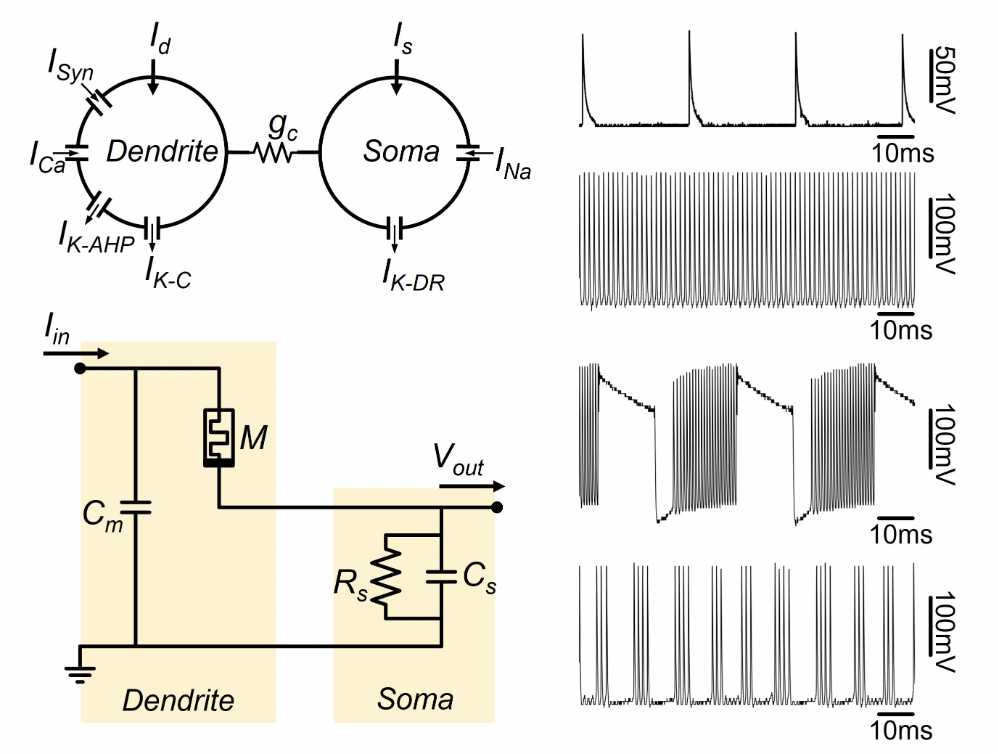 I_d
I_s
I_Syn
g_c
I_Ca
Dendrite
Soma
I_Na
I_K-AHP
I_K-C
I_K-DR
I_in
M
V_out
C_m
R_s
C_s
Dendrite
Soma
50mV
10ms
100mV
10ms
100mV
10ms
100mV
10ms